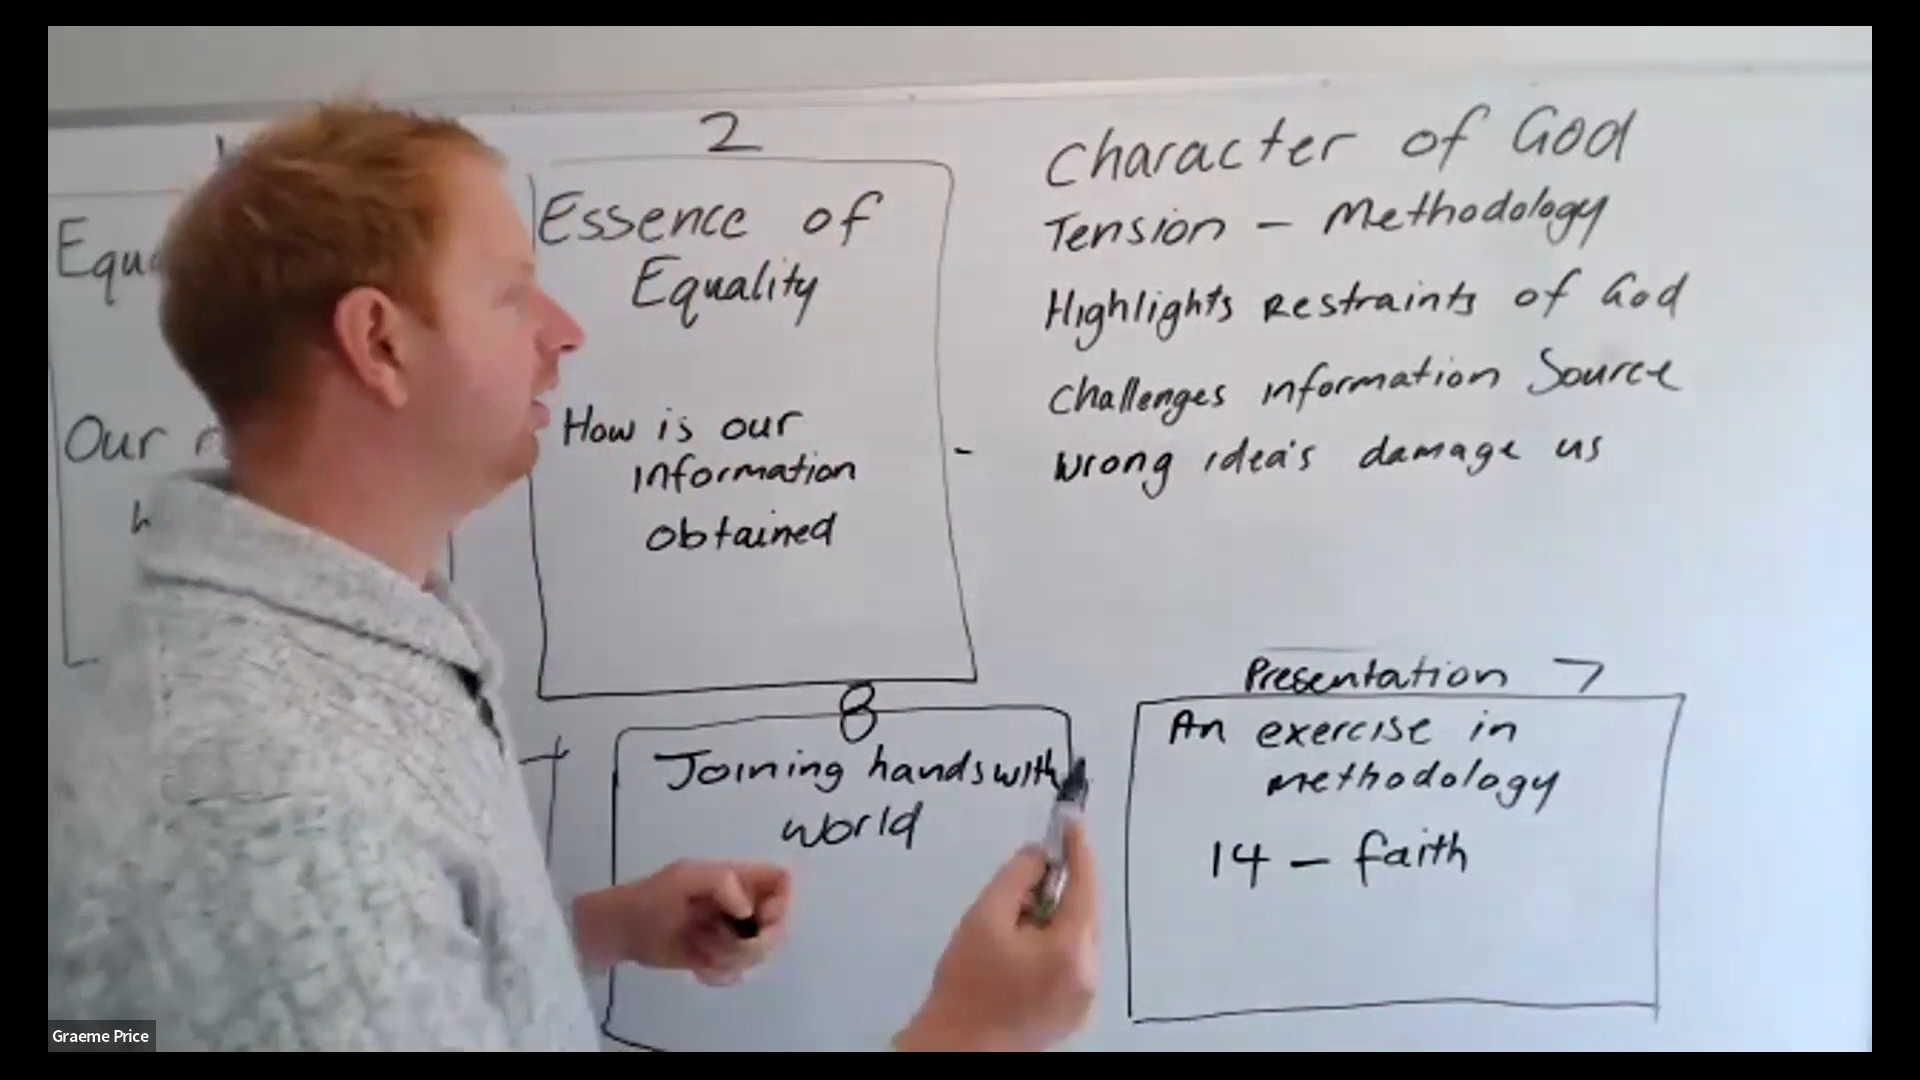 2
Essence of
Equality
How is our
information
obtained
-
Our
Character of God
Tension - Methodology
Highlights Restraints of God
challenges information Source
wrong idea's damage us
8
Joining hands with
world
Presentation 7
An exercise in
methodology
14 - faith
Graeme Price